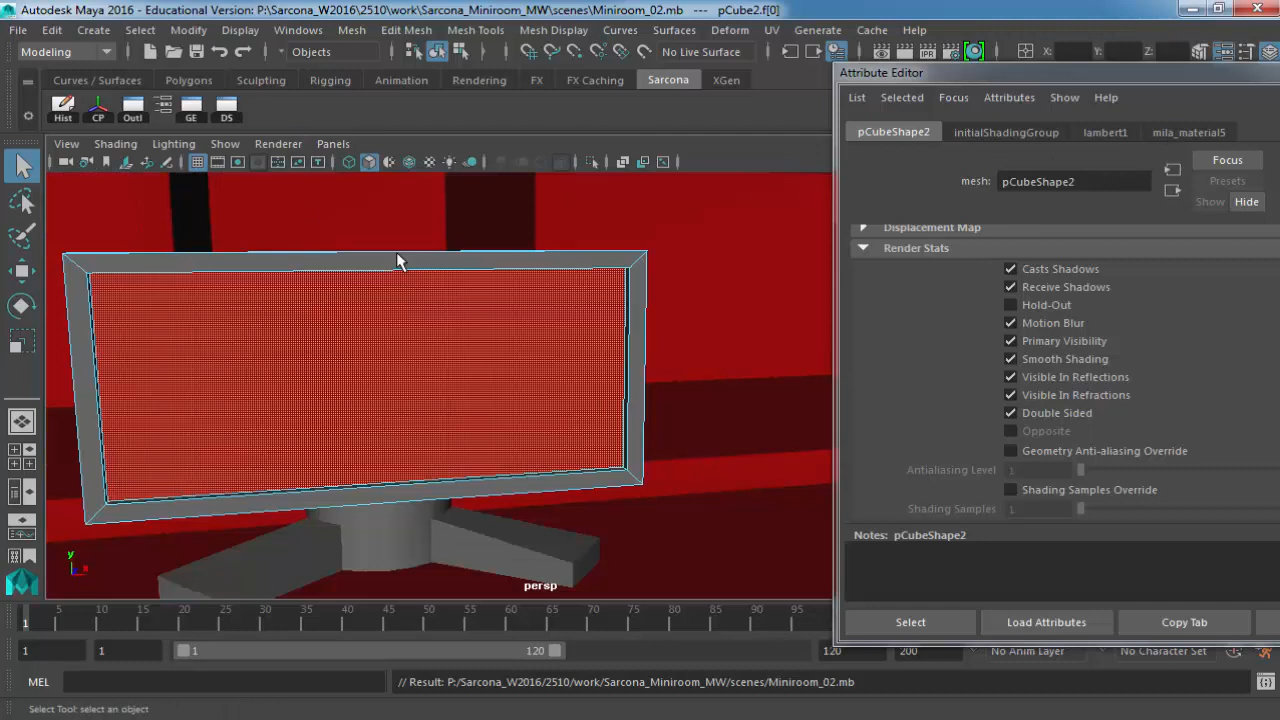 Autodesk Maya 2016 - Educational Version: P:\Sarcona_W2016\2510\work\Sarcona_Miniroom_MW\scenes\Miniroom_02.mb --- pCube2.f[0]
File Edit Create Select Modify Display Windows Mesh Edit Mesh Mesh Tools Mesh Display Curves Surfaces Deform UV Generate Cache Help
Modeling Objects No Live Surface IPR X: Y: Z:
Curves / Surfaces Polygons Sculpting Rigging Animation Rendering FX FX Caching Sarcona XGen
Hist CP Outl GE DS
View Shading Lighting Show Renderer Panels
y
persp
Attribute Editor
List Selected Focus Attributes Show Help
pCubeShape2 initialShadingGroup lambert1 mila_material5
Focus
mesh: pCubeShape2
Presets
Show Hide
Displacement Map
Render Stats
Casts Shadows
Receive Shadows
Hold-Out
Motion Blur
Primary Visibility
Smooth Shading
Visible In Reflections
Visible In Refractions
Double Sided
Opposite
Geometry Anti-aliasing Override
Antialiasing Level 1
Shading Samples Override
Shading Samples 1
Notes: pCubeShape2
Select Load Attributes Copy Tab
5 10 15 20 25 30 35 40 45 50 55 60 65 70 75 80 85 90 95
1
1 1 1 120 120 200 No Anim Layer No Character Set
MEL // Result: P:/Sarcona_W2016/2510/work/Sarcona_Miniroom_MW/scenes/Miniroom_02.mb
Select Tool: select an object